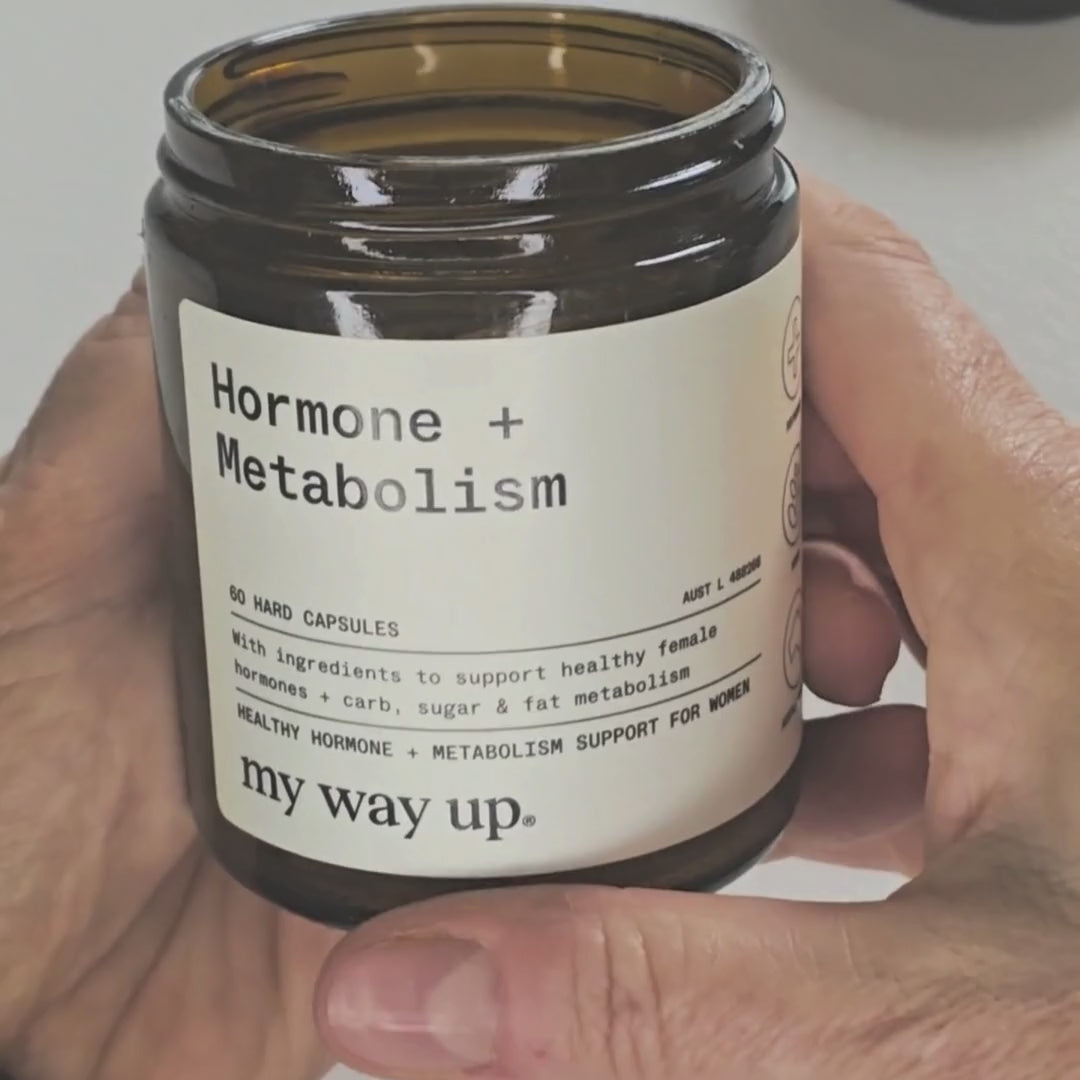 Hormone +
Metabolism
60 HARD CAPSULES
AUST L
With ingredients to support healthy female
hormones + carb, sugar & fat metabolism
HEALTHY HORMONE + METABOLISM SUPPORT FOR WOMEN
my way up®